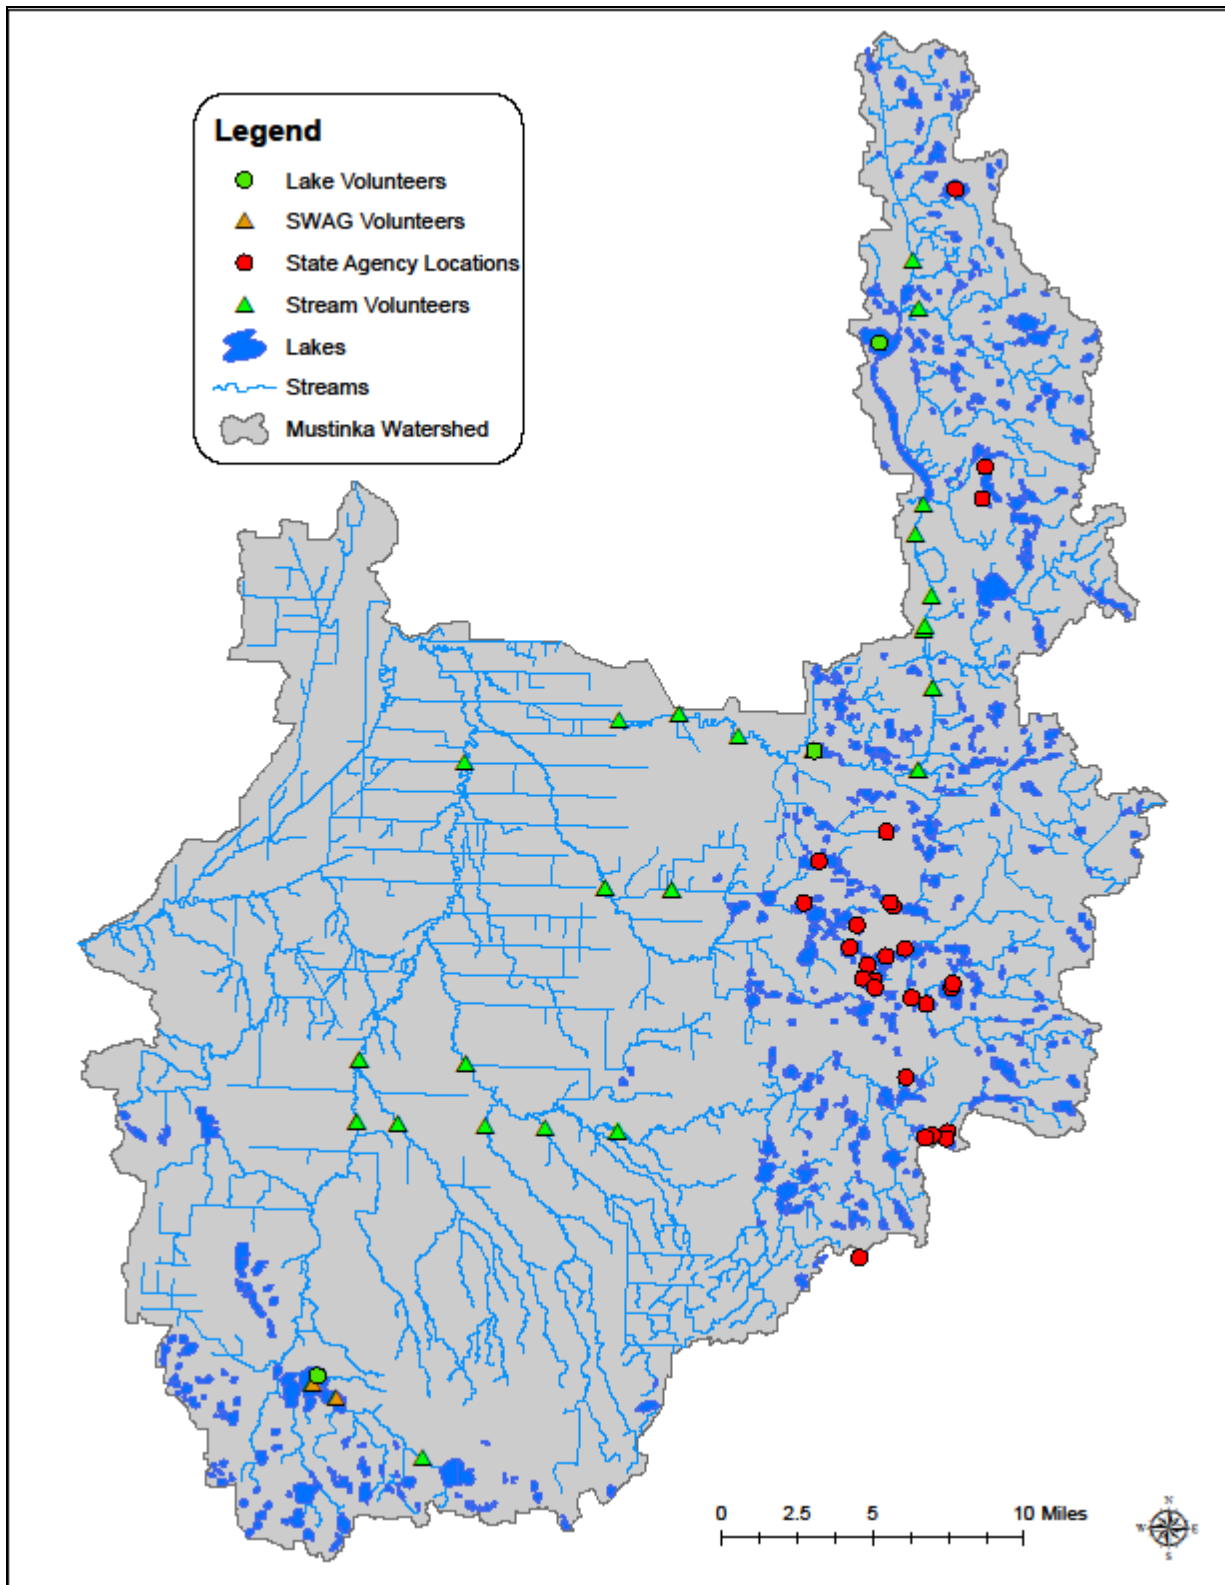 Legend
Lake Volunteers
SWAG Volunteers
State Agency Locations
Stream Volunteers
Lakes
Streams
Mustinka Watershed
0 2.5 5 10 Miles
N
W E
S